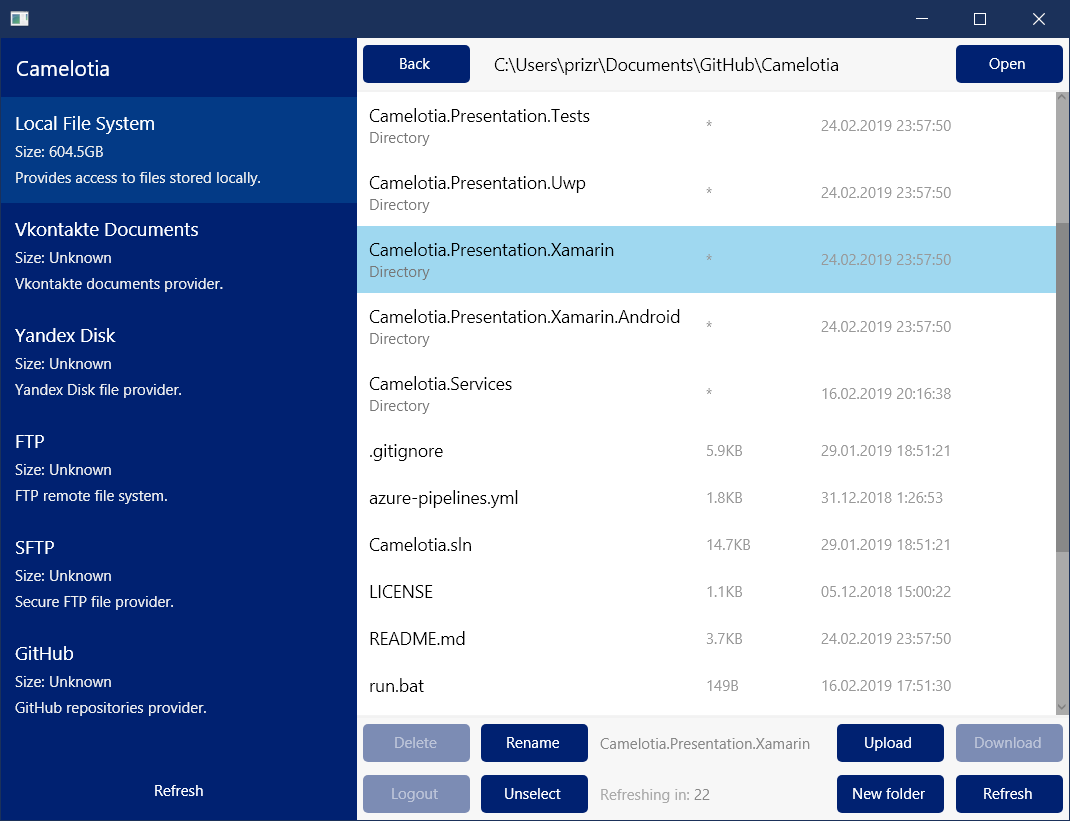 Camelotia
Local File System
Size: 604.5GB
Provides access to files stored locally.
Vkontakte Documents
Size: Unknown
Vkontakte documents provider.
Yandex Disk
Size: Unknown
Yandex Disk file provider.
FTP
Size: Unknown
FTP remote file system.
SFTP
Size: Unknown
Secure FTP file provider.
GitHub
Size: Unknown
GitHub repositories provider.
Refresh
Back C:\Users\prizr\Documents\GitHub\Camelotia Open
Camelotia.Presentation.Tests * 24.02.2019 23:57:50
Directory
Camelotia.Presentation.Uwp * 24.02.2019 23:57:50
Directory
Camelotia.Presentation.Xamarin * 24.02.2019 23:57:50
Directory
Camelotia.Presentation.Xamarin.Android * 24.02.2019 23:57:50
Directory
Camelotia.Services * 16.02.2019 20:16:38
Directory
.gitignore 5.9KB 29.01.2019 18:51:21
azure-pipelines.yml 1.8KB 31.12.2018 1:26:53
Camelotia.sln 14.7KB 29.01.2019 18:51:21
LICENSE 1.1KB 05.12.2018 15:00:22
README.md 3.7KB 24.02.2019 23:57:50
run.bat 149B 16.02.2019 17:51:30
Delete Rename Camelotia.Presentation.Xamarin Upload Download
Logout Unselect Refreshing in: 22 New folder Refresh